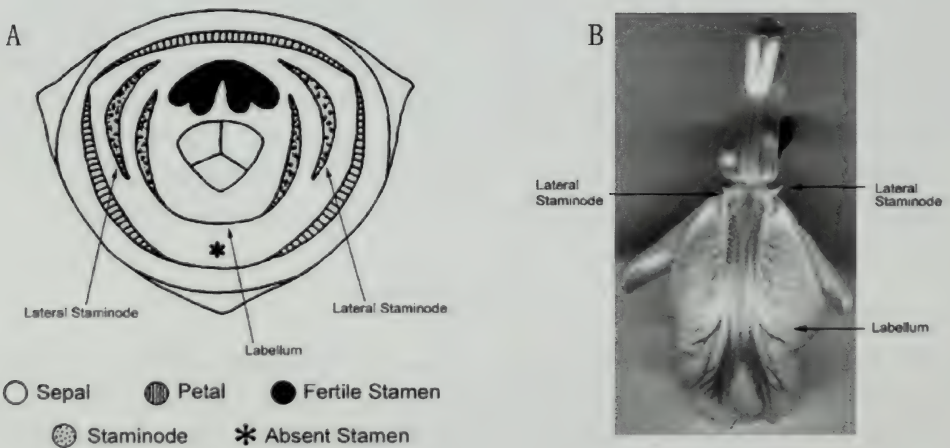 A
Lateral Staminode
Labellum
Lateral Staminode
Sepal
Petal
Fertile Stamen
Staminode
Absent Stamen
B
Lateral
Staminode
Lateral
Staminode
Labellum